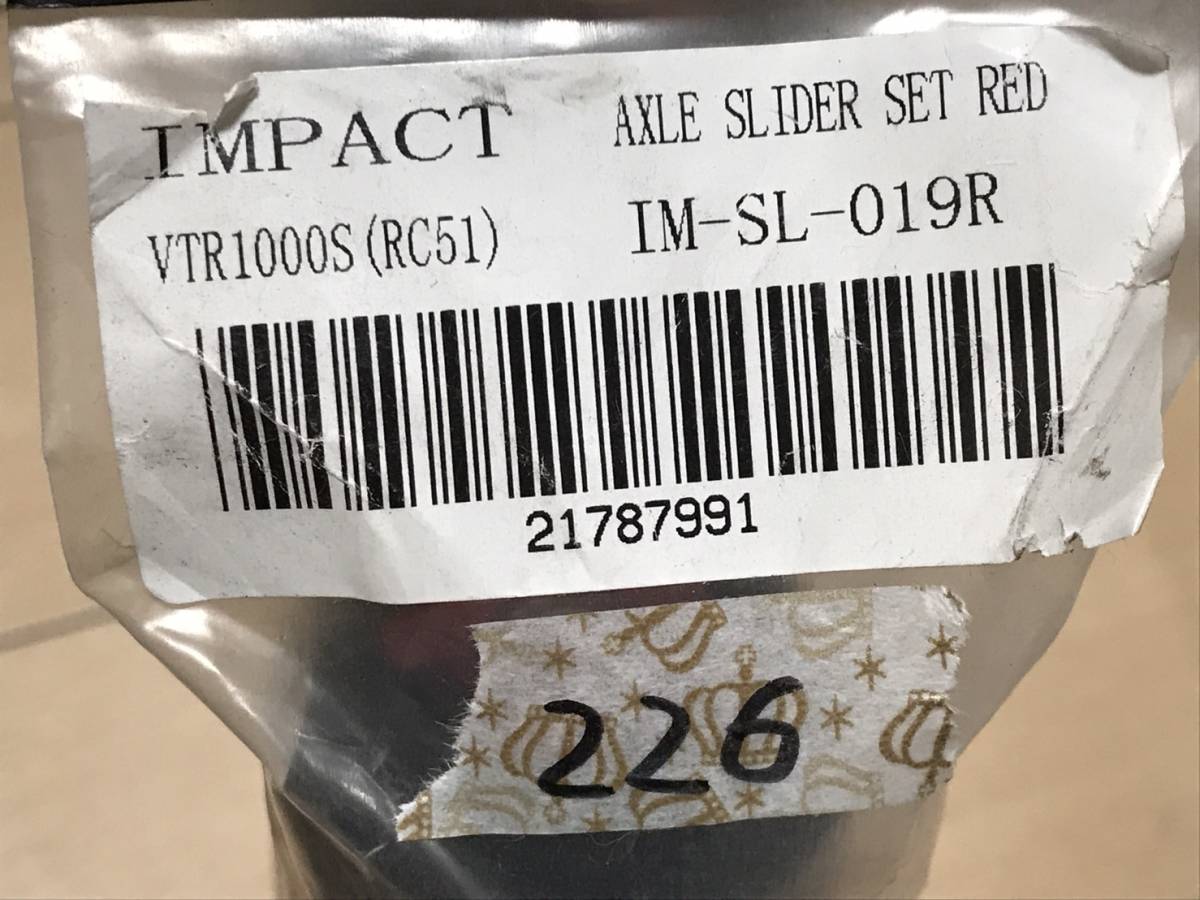 IMPACT AXLE SLIDER SET RED
VTR1000S(RC51) IM-SL-019R
21787991
226